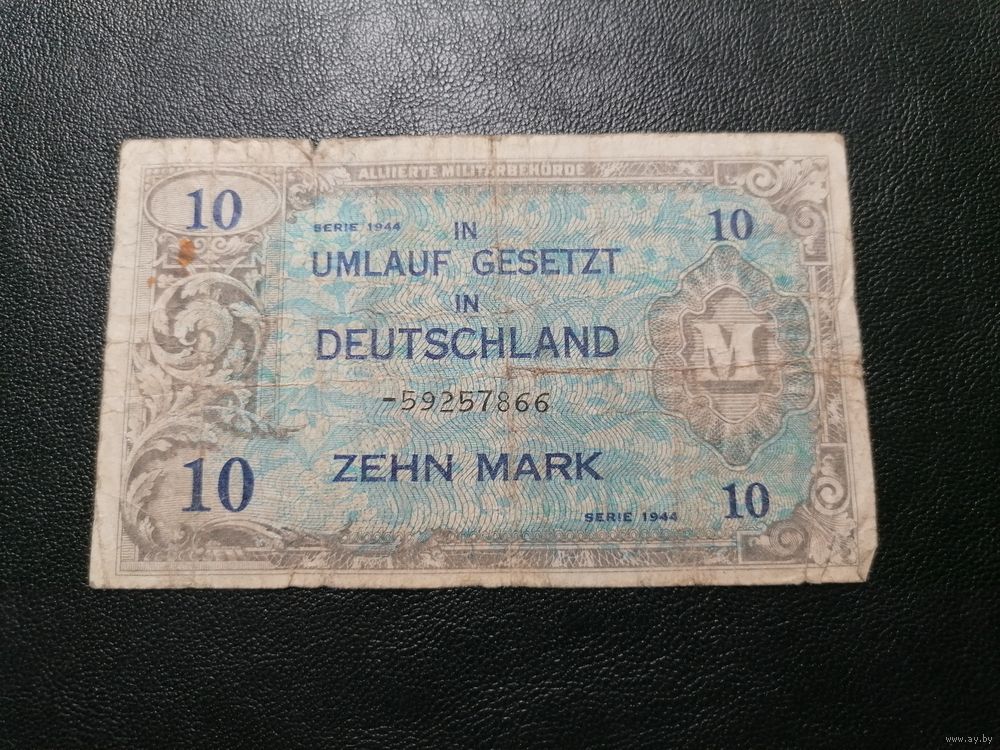 ALLIIERTE MILITÄRBEHÖRDE
10
SERIE 1944
IN
10
UMLAUF GESETZT
IN
DEUTSCHLAND
M
-59257866
10
ZEHN MARK
10
SERIE 1944
www.ay.by